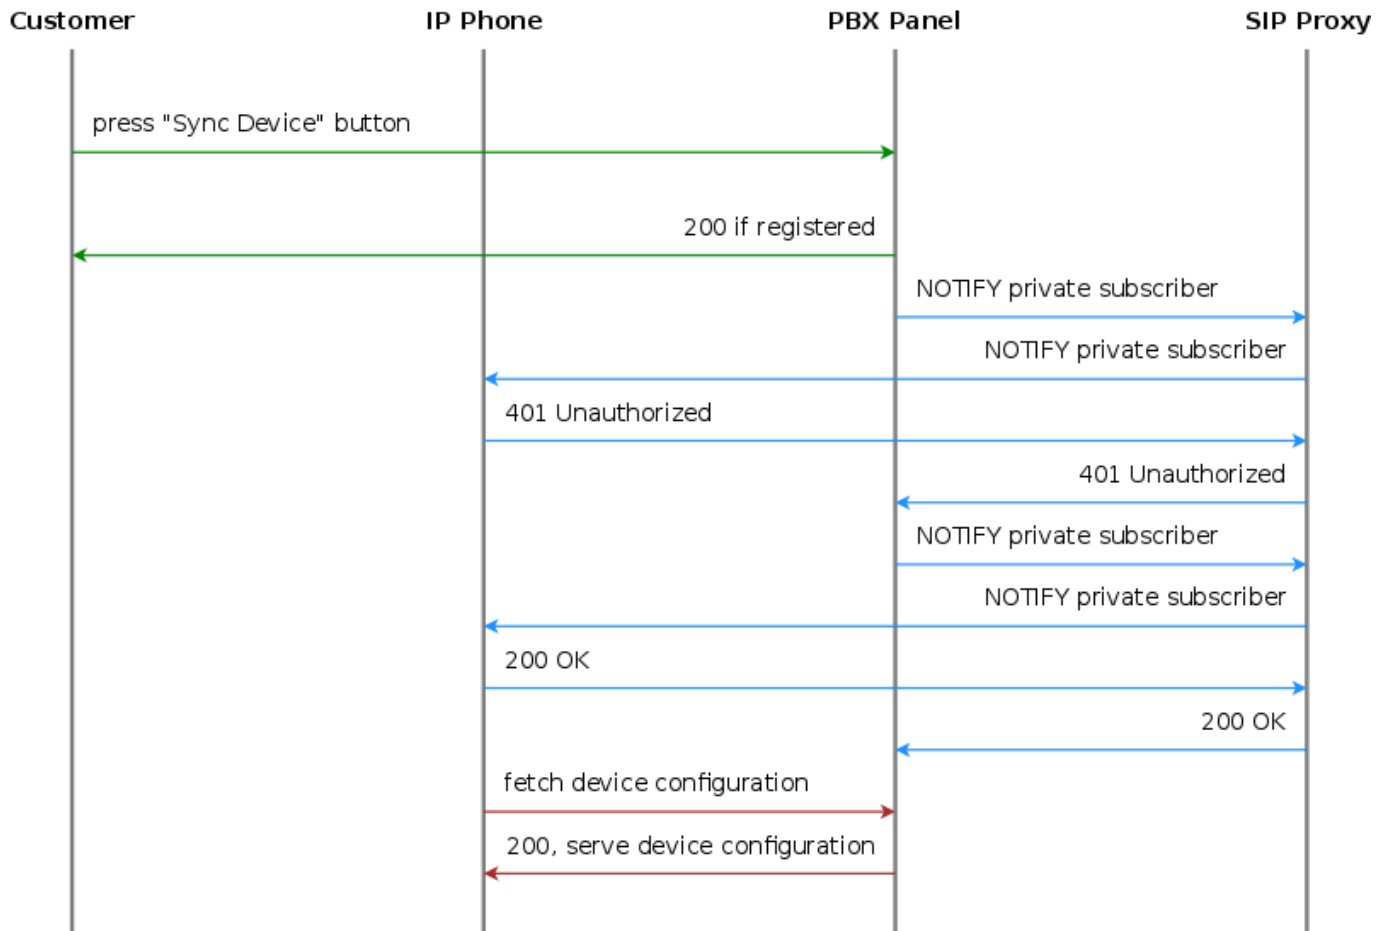 Customer
IP Phone
PBX Panel
SIP Proxy
press "Sync Device" button
200 if registered
NOTIFY private subscriber
NOTIFY private subscriber
401 Unauthorized
401 Unauthorized
NOTIFY private subscriber
NOTIFY private subscriber
200 OK
200 OK
fetch device configuration
200, serve device configuration